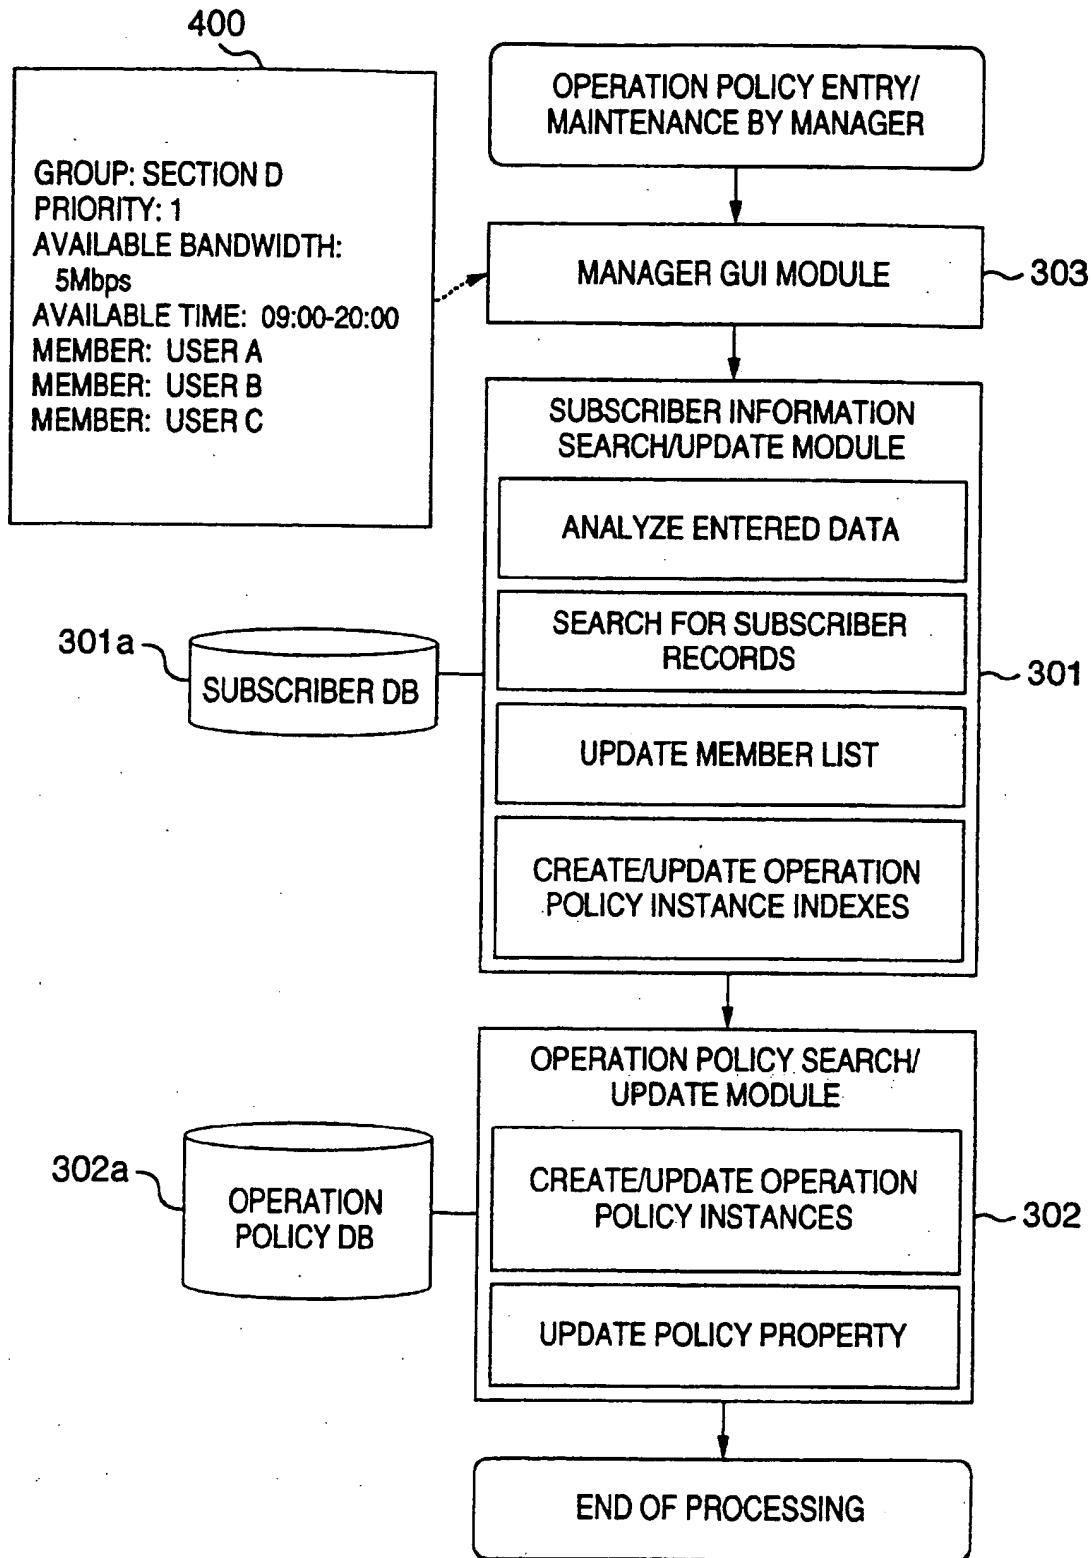 400
OPERATION POLICY ENTRY/
MAINTENANCE BY MANAGER
GROUP: SECTION D
PRIORITY: 1
AVAILABLE BANDWIDTH:
5Mbps
AVAILABLE TIME: 09:00-20:00
MEMBER: USER A
MEMBER: USER B
MEMBER: USER C
MANAGER GUI MODULE
303
SUBSCRIBER INFORMATION
SEARCH/UPDATE MODULE
ANALYZE ENTERED DATA
SEARCH FOR SUBSCRIBER
RECORDS
301a
SUBSCRIBER DB
301
UPDATE MEMBER LIST
CREATE/UPDATE OPERATION
POLICY INSTANCE INDEXES
OPERATION POLICY SEARCH/
UPDATE MODULE
302a
OPERATION
POLICY DB
CREATE/UPDATE OPERATION
POLICY INSTANCES
302
UPDATE POLICY PROPERTY
END OF PROCESSING